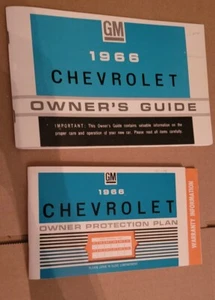 GM
1966
CHEVROLET
OWNER'S GUIDE
IMPORTANT: This Owner's Guide contains valuable information on the
proper care and operation of your new car. Please read all items carefully.
GM
1966
CHEVROLET
OWNER PROTECTION PLAN
WARRANTY INFORMATION